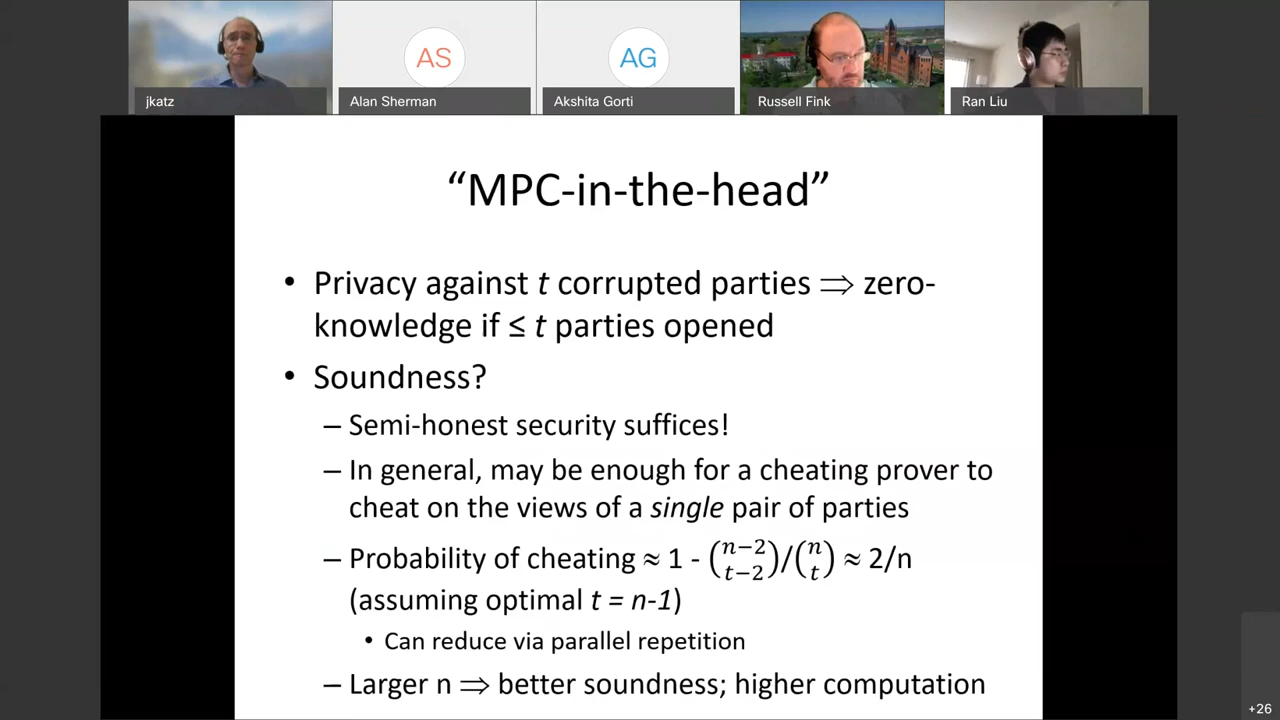 AS
AG
jkatz
Alan Sherman
Akshita Gorti
Russell Fink
Ran Liu
“MPC-in-the-head”
• Privacy against t corrupted parties ⟹ zero-
knowledge if ≤ t parties opened
• Soundness?
– Semi-honest security suffices!
– In general, may be enough for a cheating prover to
cheat on the views of a single pair of parties
– Probability of cheating ≈ 1 - (n−2 t−2)/(n t) ≈ 2/n
(assuming optimal t = n-1)
• Can reduce via parallel repetition
– Larger n ⟹ better soundness; higher computation
+26